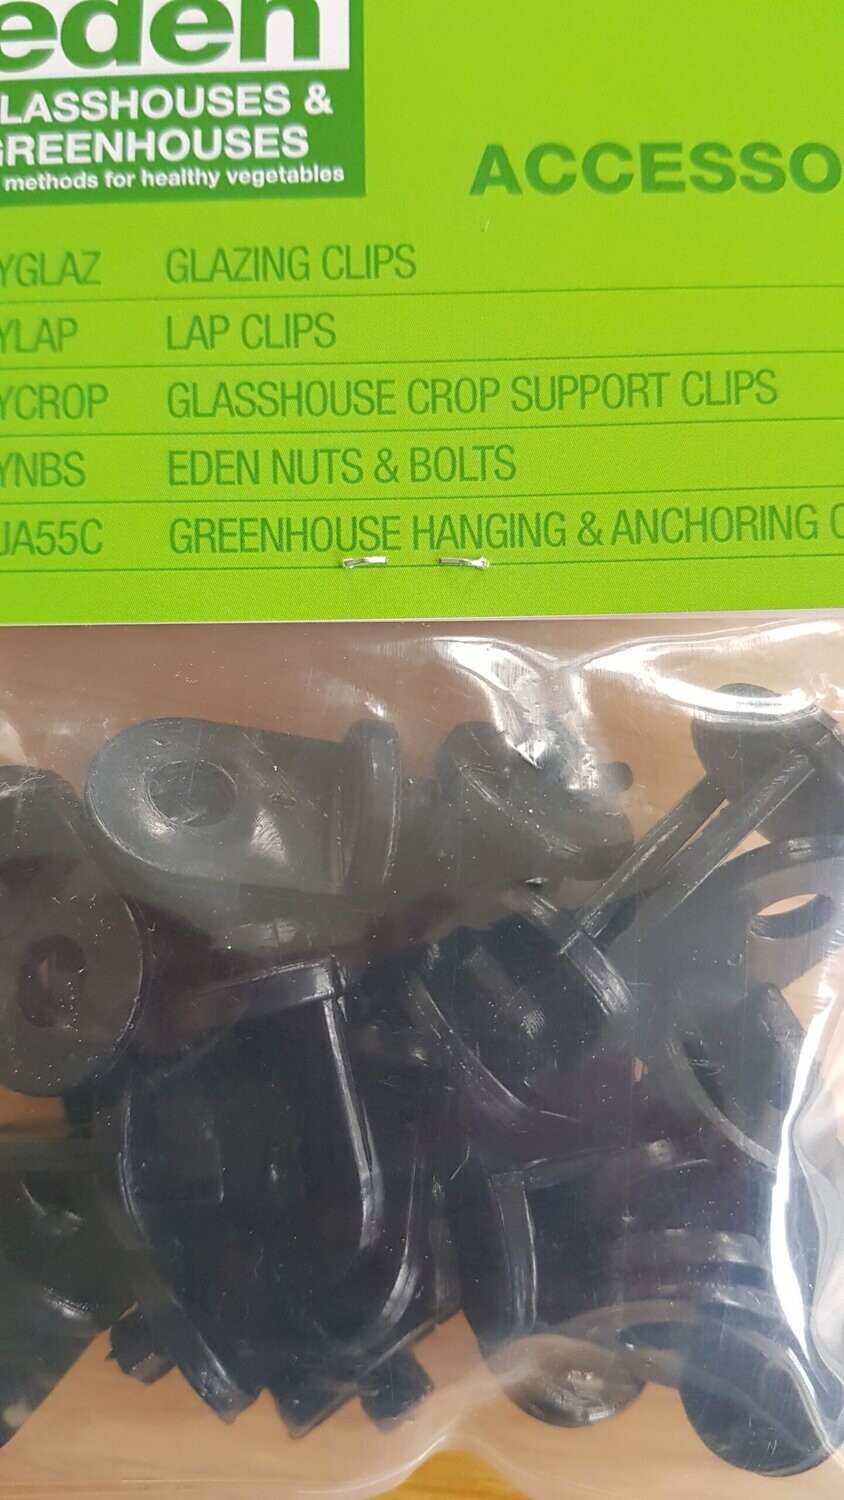 eden
LASSHOUSES &
GREENHOUSES
methods for healthy vegetables
ACCESSO
YGLAZ GLAZING CLIPS
YLAP LAP CLIPS
YCROP GLASSHOUSE CROP SUPPORT CLIPS
YNBS EDEN NUTS & BOLTS
JA55C GREENHOUSE HANGING & ANCHORING C